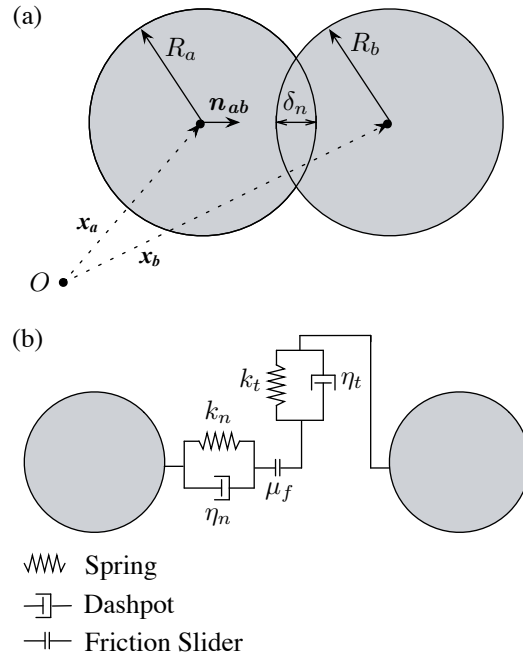 (a)
R_a
R_b
n_ab
δ_n
x_a
x_b
O
(b)
k_t
η_t
k_n
μ_f
η_n
Spring
Dashpot
Friction Slider